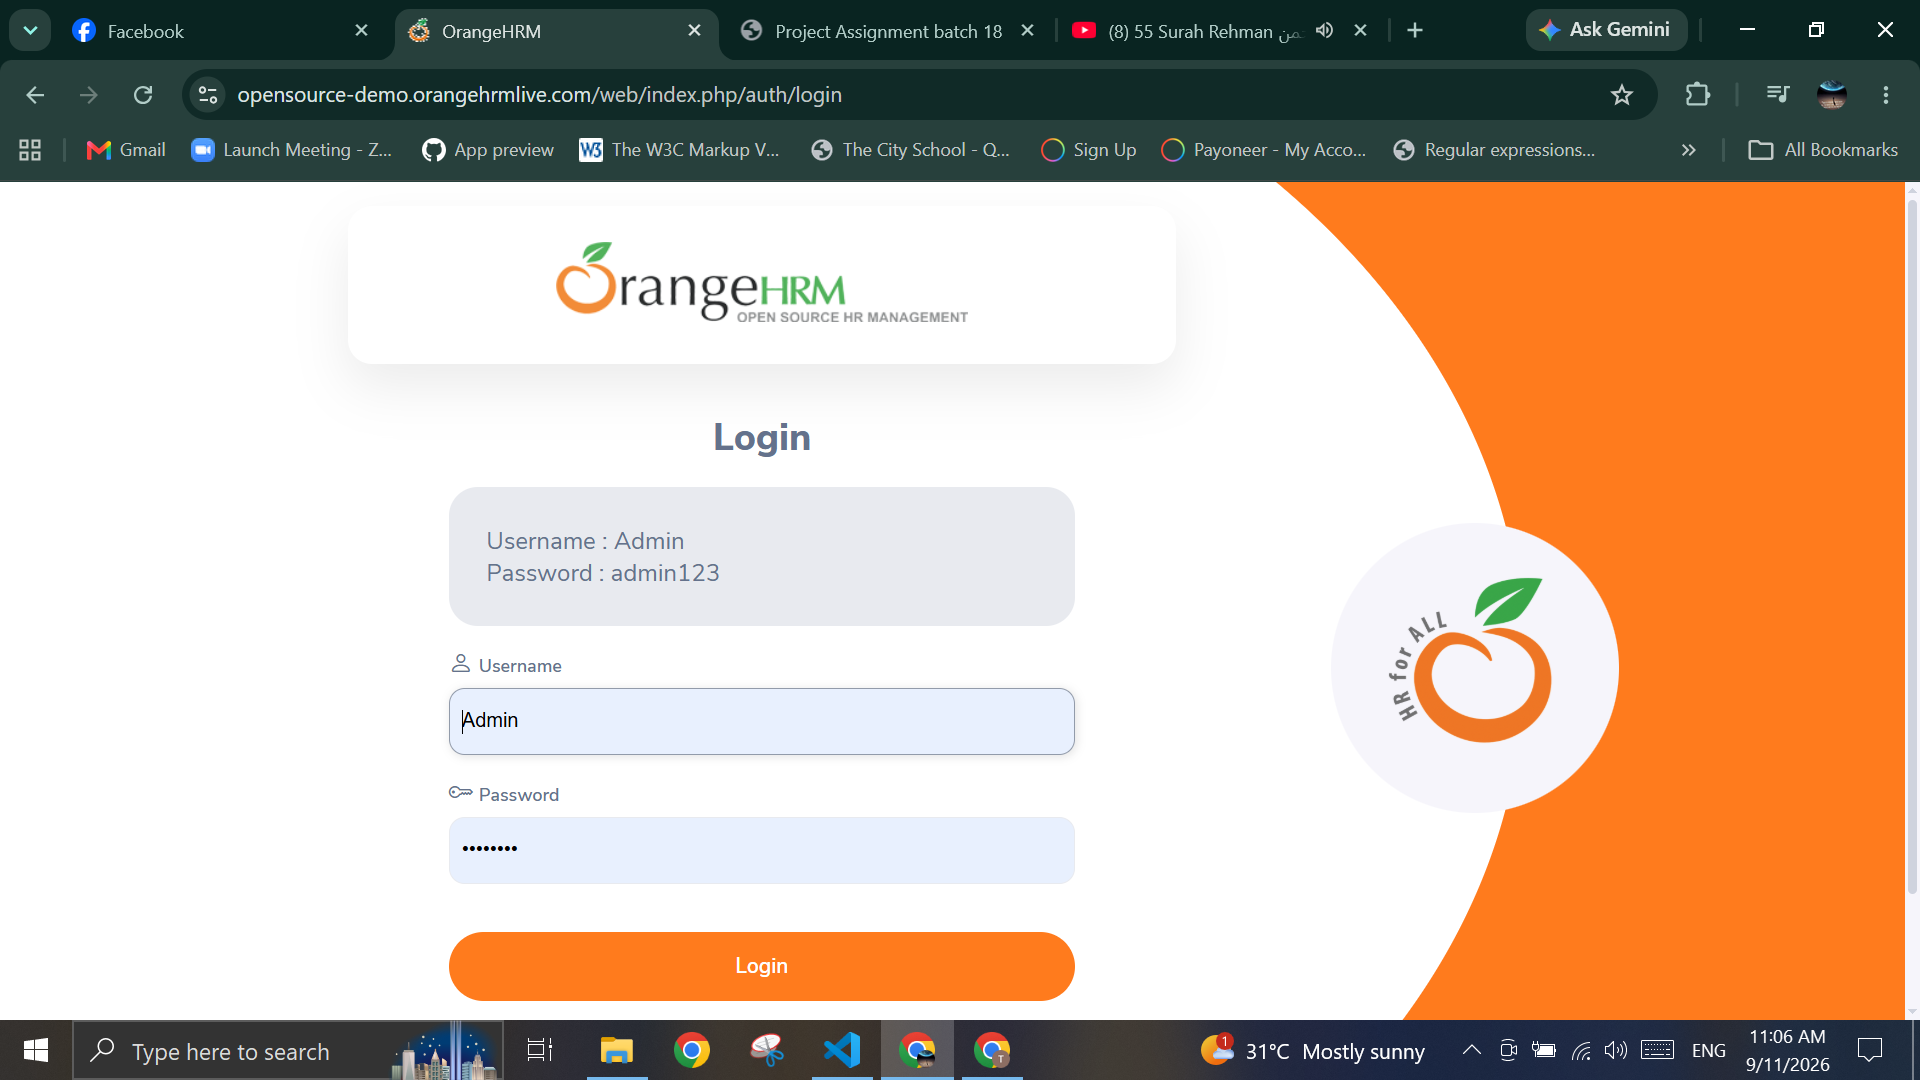 Facebook
OrangeHRM
Project Assignment batch 18
(8) 55 Surah Rehman
Ask Gemini
opensource-demo.orangehrmlive.com/web/index.php/auth/login
Gmail
Launch Meeting - Z...
App preview
W3
The W3C Markup V...
The City School - Q...
Sign Up
Payoneer - My Acco...
Regular expressions...
»
All Bookmarks
OrangeHRM
OPEN SOURCE HR MANAGEMENT
Login
Username : Admin
Password : admin123
Username
Admin
Password
••••••••
Login
HR for ALL
Type here to search
1
31°C Mostly sunny
ENG
11:06 AM
9/11/2026
T